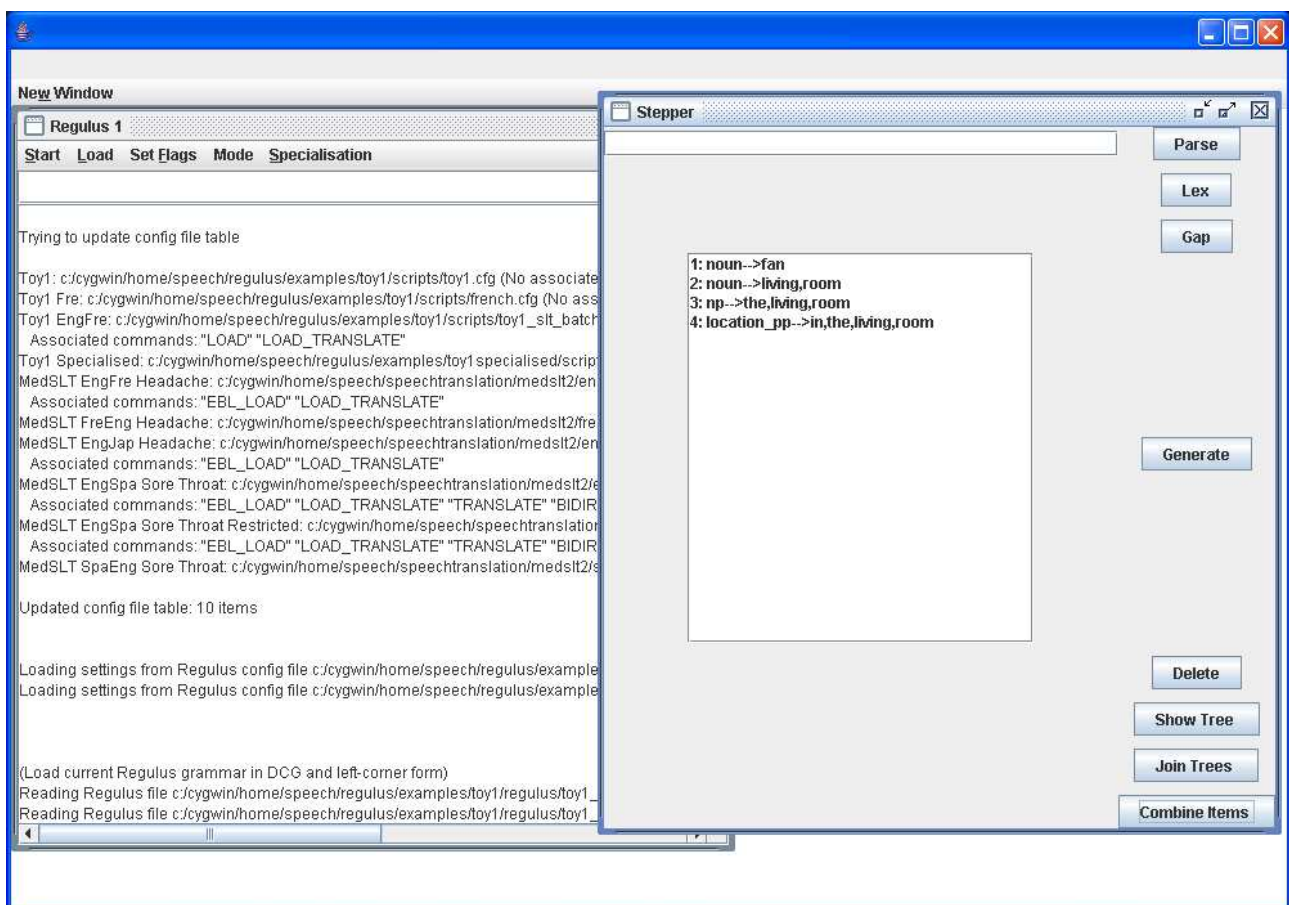 New Window
Regulus 1
Start Load Set Flags Mode Specialisation
Trying to update config file table
Toy1: c:/cygwin/home/speech/regulus/examples/toy1/scripts/toy1.cfg (No associate
Toy1 Fre: c:/cygwin/home/speech/regulus/examples/toy1/scripts/french.cfg (No ass
Toy1 EngFre: c:/cygwin/home/speech/regulus/examples/toy1/scripts/toy1_slt_batch
Associated commands: "LOAD" "LOAD_TRANSLATE"
Toy1 Specialised: c:/cygwin/home/speech/regulus/examples/toy1specialised/scrip
MedSLT EngFre Headache: c:/cygwin/home/speech/speechtranslation/medslt2/en
Associated commands: "EBL_LOAD" "LOAD_TRANSLATE"
MedSLT FreEng Headache: c:/cygwin/home/speech/speechtranslation/medslt2/fre
MedSLT EngJap Headache: c:/cygwin/home/speech/speechtranslation/medslt2/en
Associated commands: "EBL_LOAD" "LOAD_TRANSLATE"
MedSLT EngSpa Sore Throat: c:/cygwin/home/speech/speechtranslation/medslt2/e
Associated commands: "EBL_LOAD" "LOAD_TRANSLATE" "TRANSLATE" "BIDIR
MedSLT EngSpa Sore Throat Restricted: c:/cygwin/home/speech/speechtranslation
Associated commands: "EBL_LOAD" "LOAD_TRANSLATE" "TRANSLATE" "BIDIR
MedSLT SpaEng Sore Throat: c:/cygwin/home/speech/speechtranslation/medslt2/s
Updated config file table: 10 items
Loading settings from Regulus config file c:/cygwin/home/speech/regulus/example
Loading settings from Regulus config file c:/cygwin/home/speech/regulus/example
(Load current Regulus grammar in DCG and left-corner form)
Reading Regulus file c:/cygwin/home/speech/regulus/examples/toy1/regulus/toy1_
Reading Regulus file c:/cygwin/home/speech/regulus/examples/toy1/regulus/toy1_
Stepper
Parse
Lex
Gap
1: noun-->fan
2: noun-->living,room
3: np-->the,living,room
4: location_pp-->in,the,living,room
Generate
Delete
Show Tree
Join Trees
Combine Items